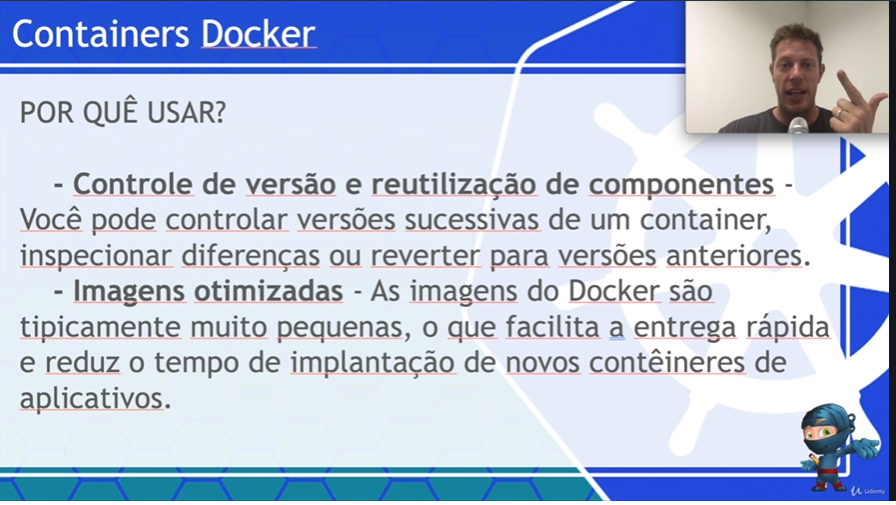 Containers Docker
POR QUÊ USAR?
- Controle de versão e reutilização de componentes -
Você pode controlar versões sucessivas de um container,
inspecionar diferenças ou reverter para versões anteriores.
- Imagens otimizadas - As imagens do Docker são
tipicamente muito pequenas, o que facilita a entrega rápida
e reduz o tempo de implantação de novos contêineres de
aplicativos.
Udemy